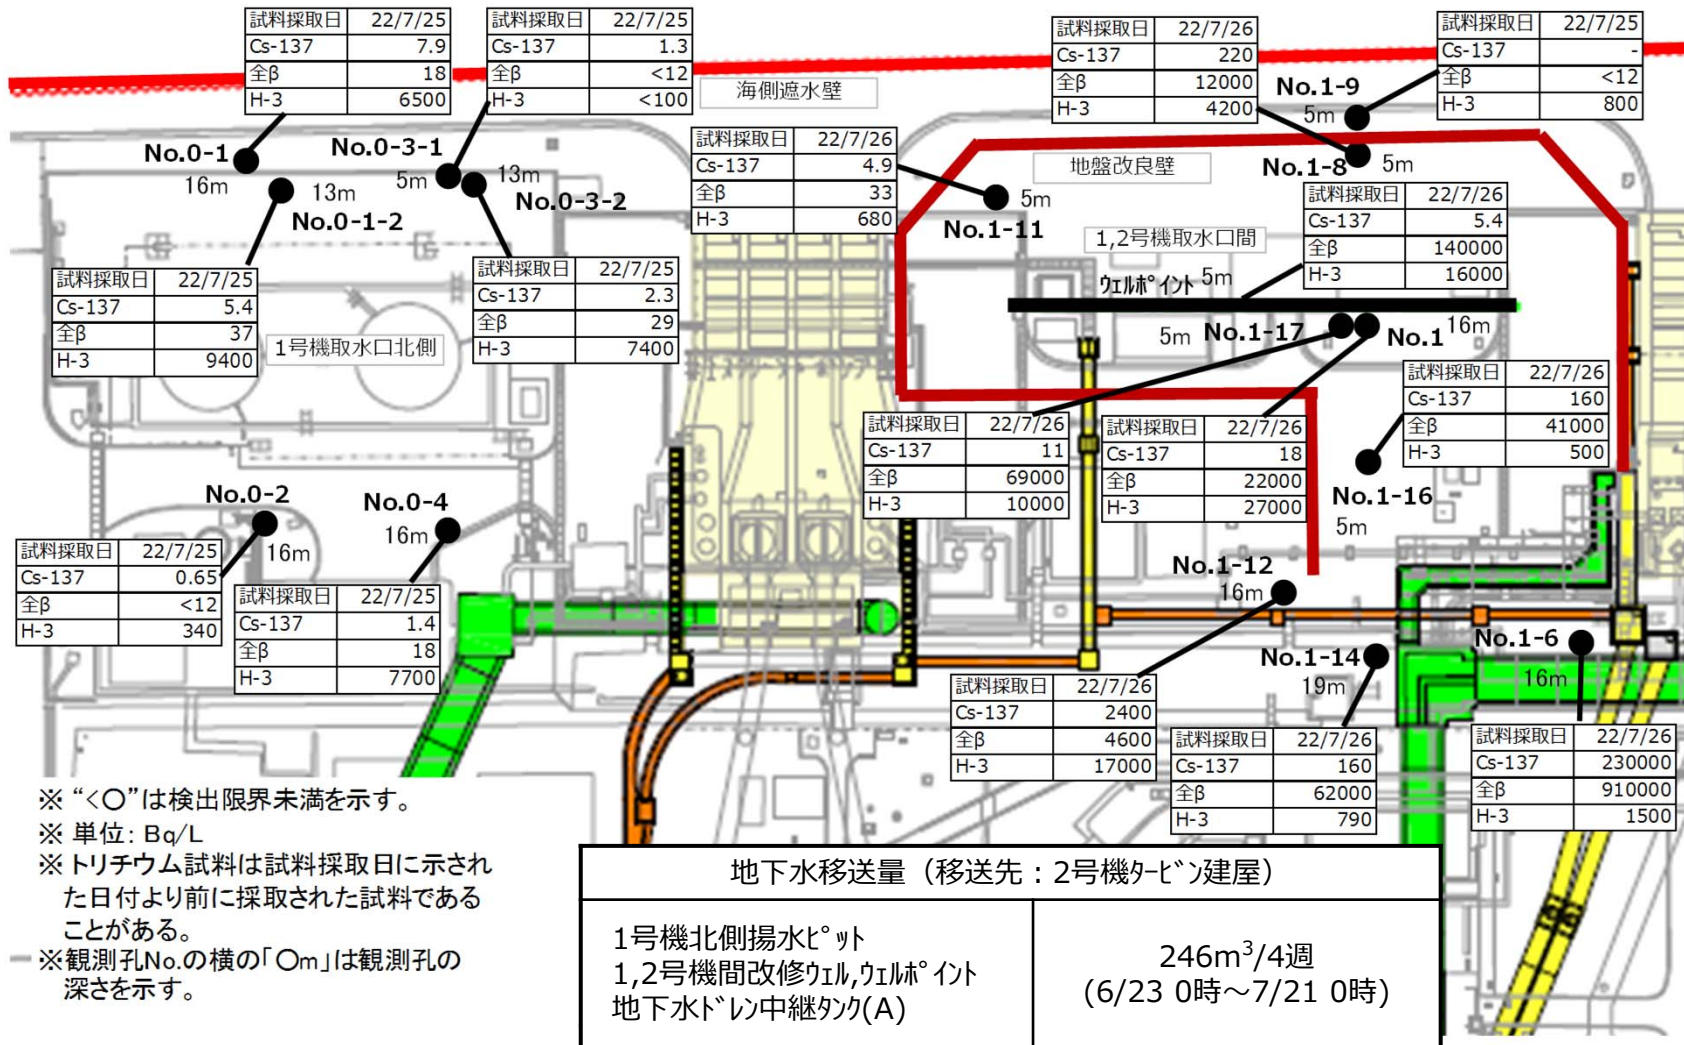 試料採取日 22/7/25
Cs-137 7.9
全β 18
H-3 6500
試料採取日 22/7/25
Cs-137 1.3
全β <12
H-3 <100
海側遮水壁
試料採取日 22/7/26
Cs-137 220
全β 12000
H-3 4200
試料採取日 22/7/25
Cs-137 -
全β <12
H-3 800
No.1-9
5m
No.0-1
16m
No.0-3-1
5m
13m
No.0-1-2
13m
No.0-3-2
試料採取日 22/7/26
Cs-137 4.9
全β 33
H-3 680
5m
No.1-11
地盤改良壁
No.1-8
5m
試料採取日 22/7/26
Cs-137 5.4
全β 140000
H-3 16000
1,2号機取水口間
ウェルポイント 5m
試料採取日 22/7/25
Cs-137 5.4
全β 37
H-3 9400
1号機取水口北側
試料採取日 22/7/25
Cs-137 2.3
全β 29
H-3 7400
5m
No.1-17
No.1
16m
試料採取日 22/7/26
Cs-137 160
全β 41000
H-3 500
試料採取日 22/7/26
Cs-137 11
全β 69000
H-3 10000
試料採取日 22/7/26
Cs-137 18
全β 22000
H-3 27000
No.1-16
5m
No.0-2
16m
No.0-4
16m
試料採取日 22/7/25
Cs-137 0.65
全β <12
H-3 340
試料採取日 22/7/25
Cs-137 1.4
全β 18
H-3 7700
No.1-12
16m
No.1-14
19m
No.1-6
16m
試料採取日 22/7/26
Cs-137 2400
全β 4600
H-3 17000
試料採取日 22/7/26
Cs-137 160
全β 62000
H-3 790
試料採取日 22/7/26
Cs-137 230000
全β 910000
H-3 1500
※ “<〇”は検出限界未満を示す。
※ 単位: Bq/L
※ トリチウム試料は試料採取日に示され
た日付より前に採取された試料である
ことがある。
※観測孔No.の横の「〇m」は観測孔の
深さを示す。
地下水移送量（移送先：2号機ﾀｰﾋﾞﾝ建屋）
1号機北側揚水ﾋﾟｯﾄ
1,2号機間改修ｳｪﾙ,ｳｪﾙﾎﾟｲﾝﾄ
地下水ﾄﾞﾚﾝ中継ﾀﾝｸ(A)
246m³/4週
(6/23 0時～7/21 0時)